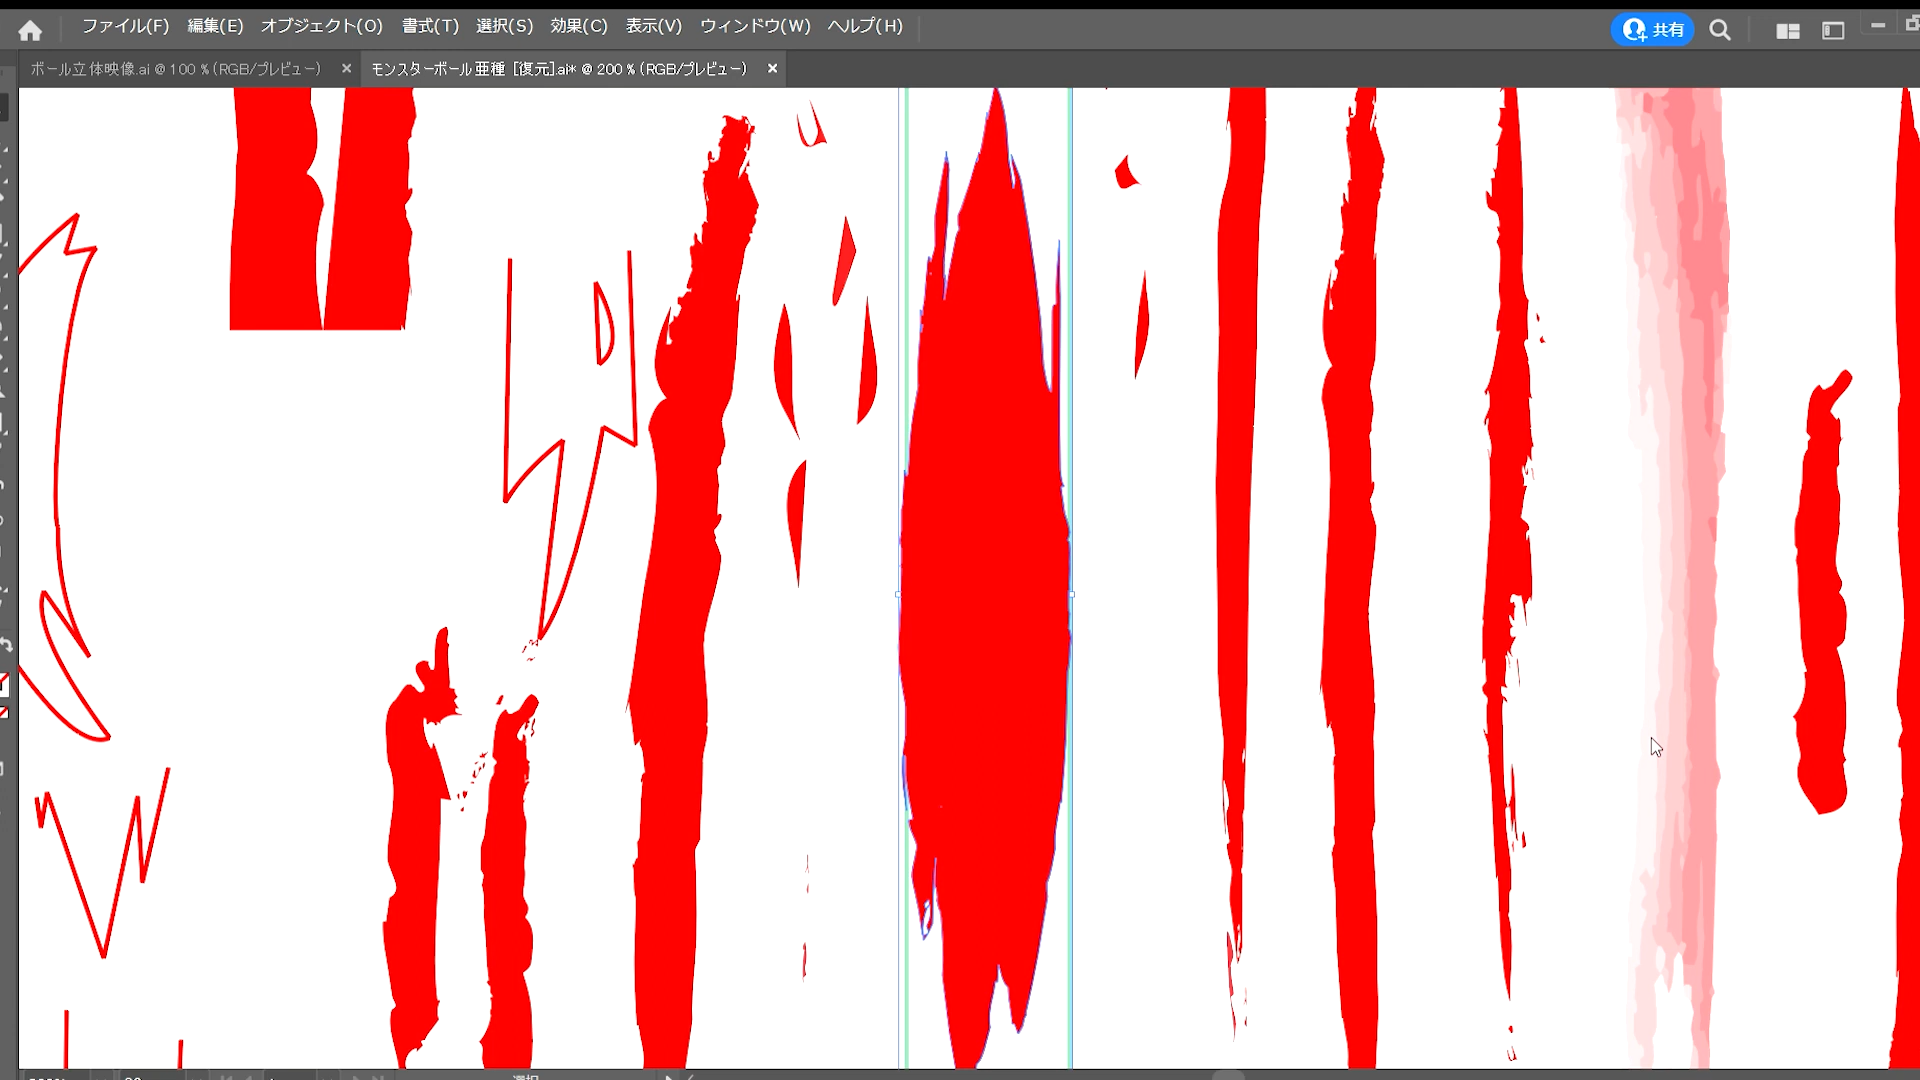 ファイル(F) 編集(E) オブジェクト(O) 書式(T) 選択(S) 効果(C) 表示(V) ウィンドウ(W) ヘルプ(H)
共有
ボール立体映像.ai @ 100 % (RGB/プレビュー) ×
モンスターボール亜種 [復元].ai* @ 200 % (RGB/プレビュー) ×
選択